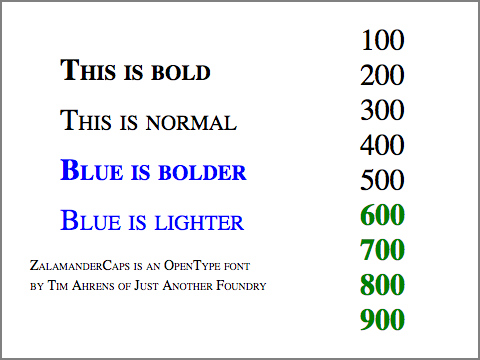 This is bold
This is normal
Blue is bolder
Blue is lighter
ZalamanderCaps is an OpenType font
by Tim Ahrens of Just Another Foundry
100
200
300
400
500
600
700
800
900